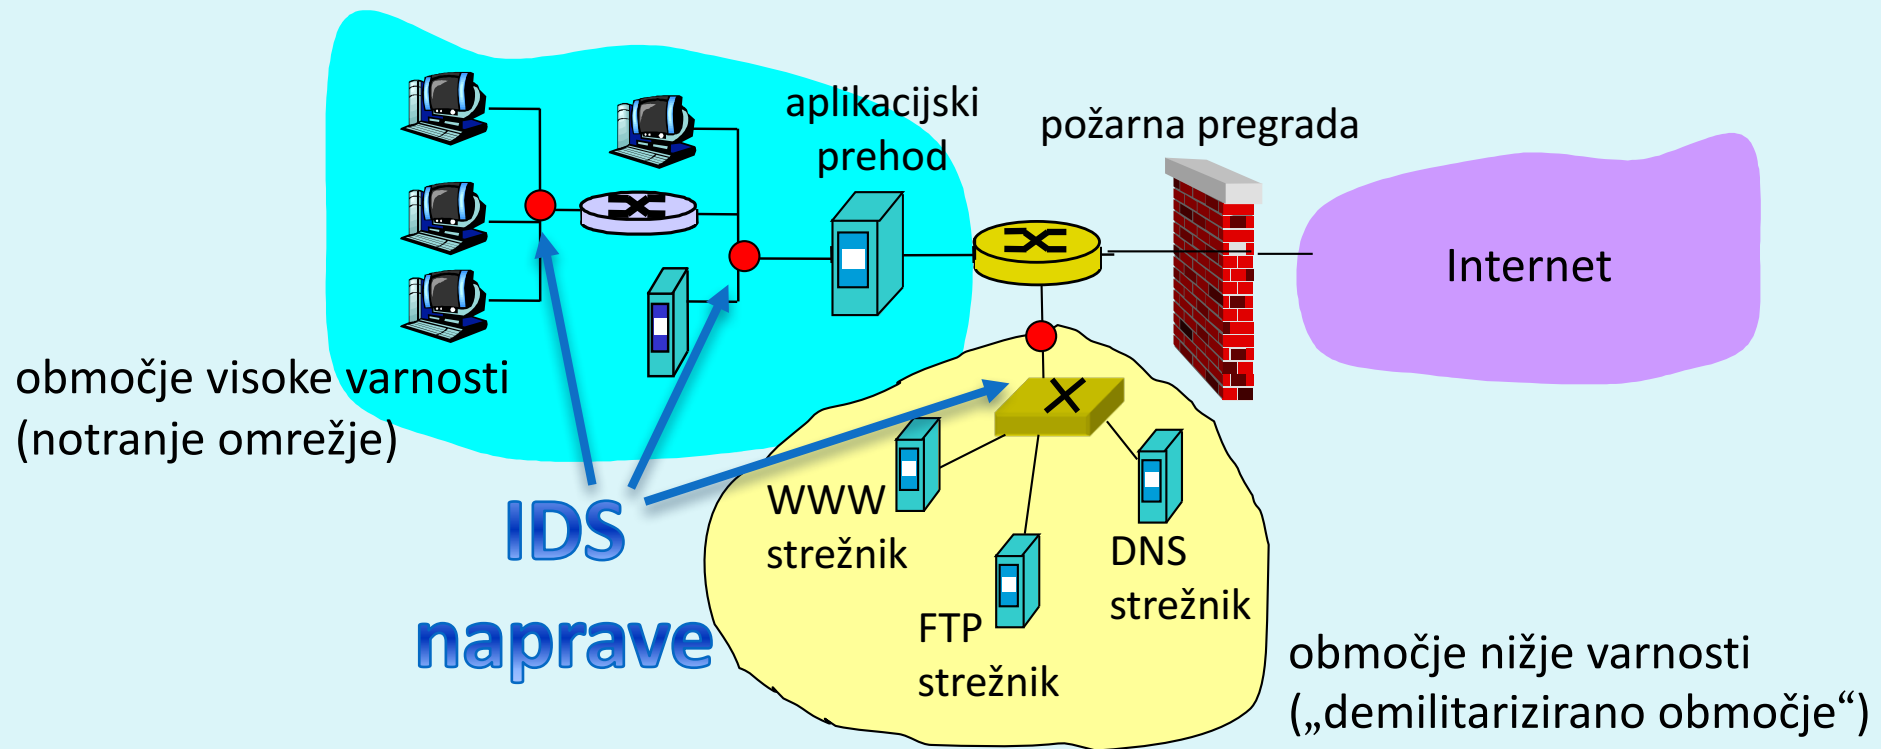 aplikacijski
prehod
požarna pregrada
Internet
območje visoke varnosti
(notranje omrežje)
IDS
naprave
WWW
strežnik
FTP
strežnik
DNS
strežnik
območje nižje varnosti
(„demilitarizirano območje“)